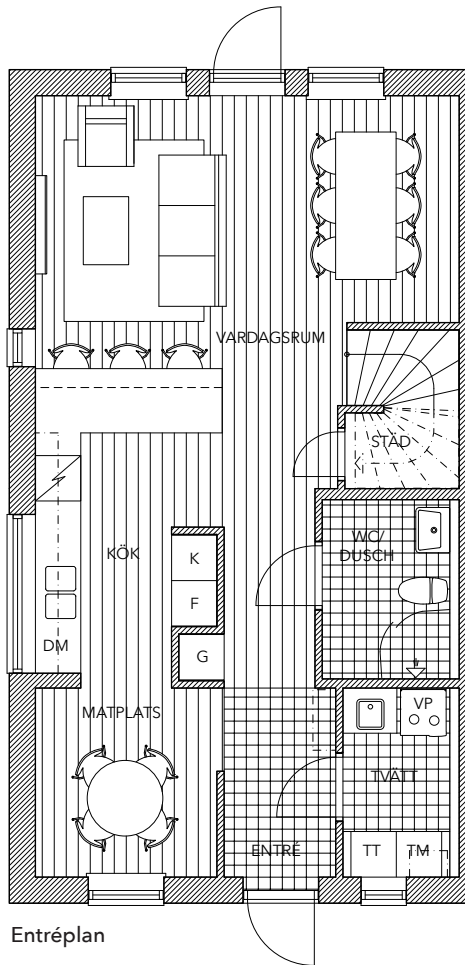 VARDAGSRUM
STÄD
WC/
DUSCH
KÖK
K
F
DM
G
MATPLATS
VP
TVÄTT
ENTRÉ
TT
TM
Entréplan